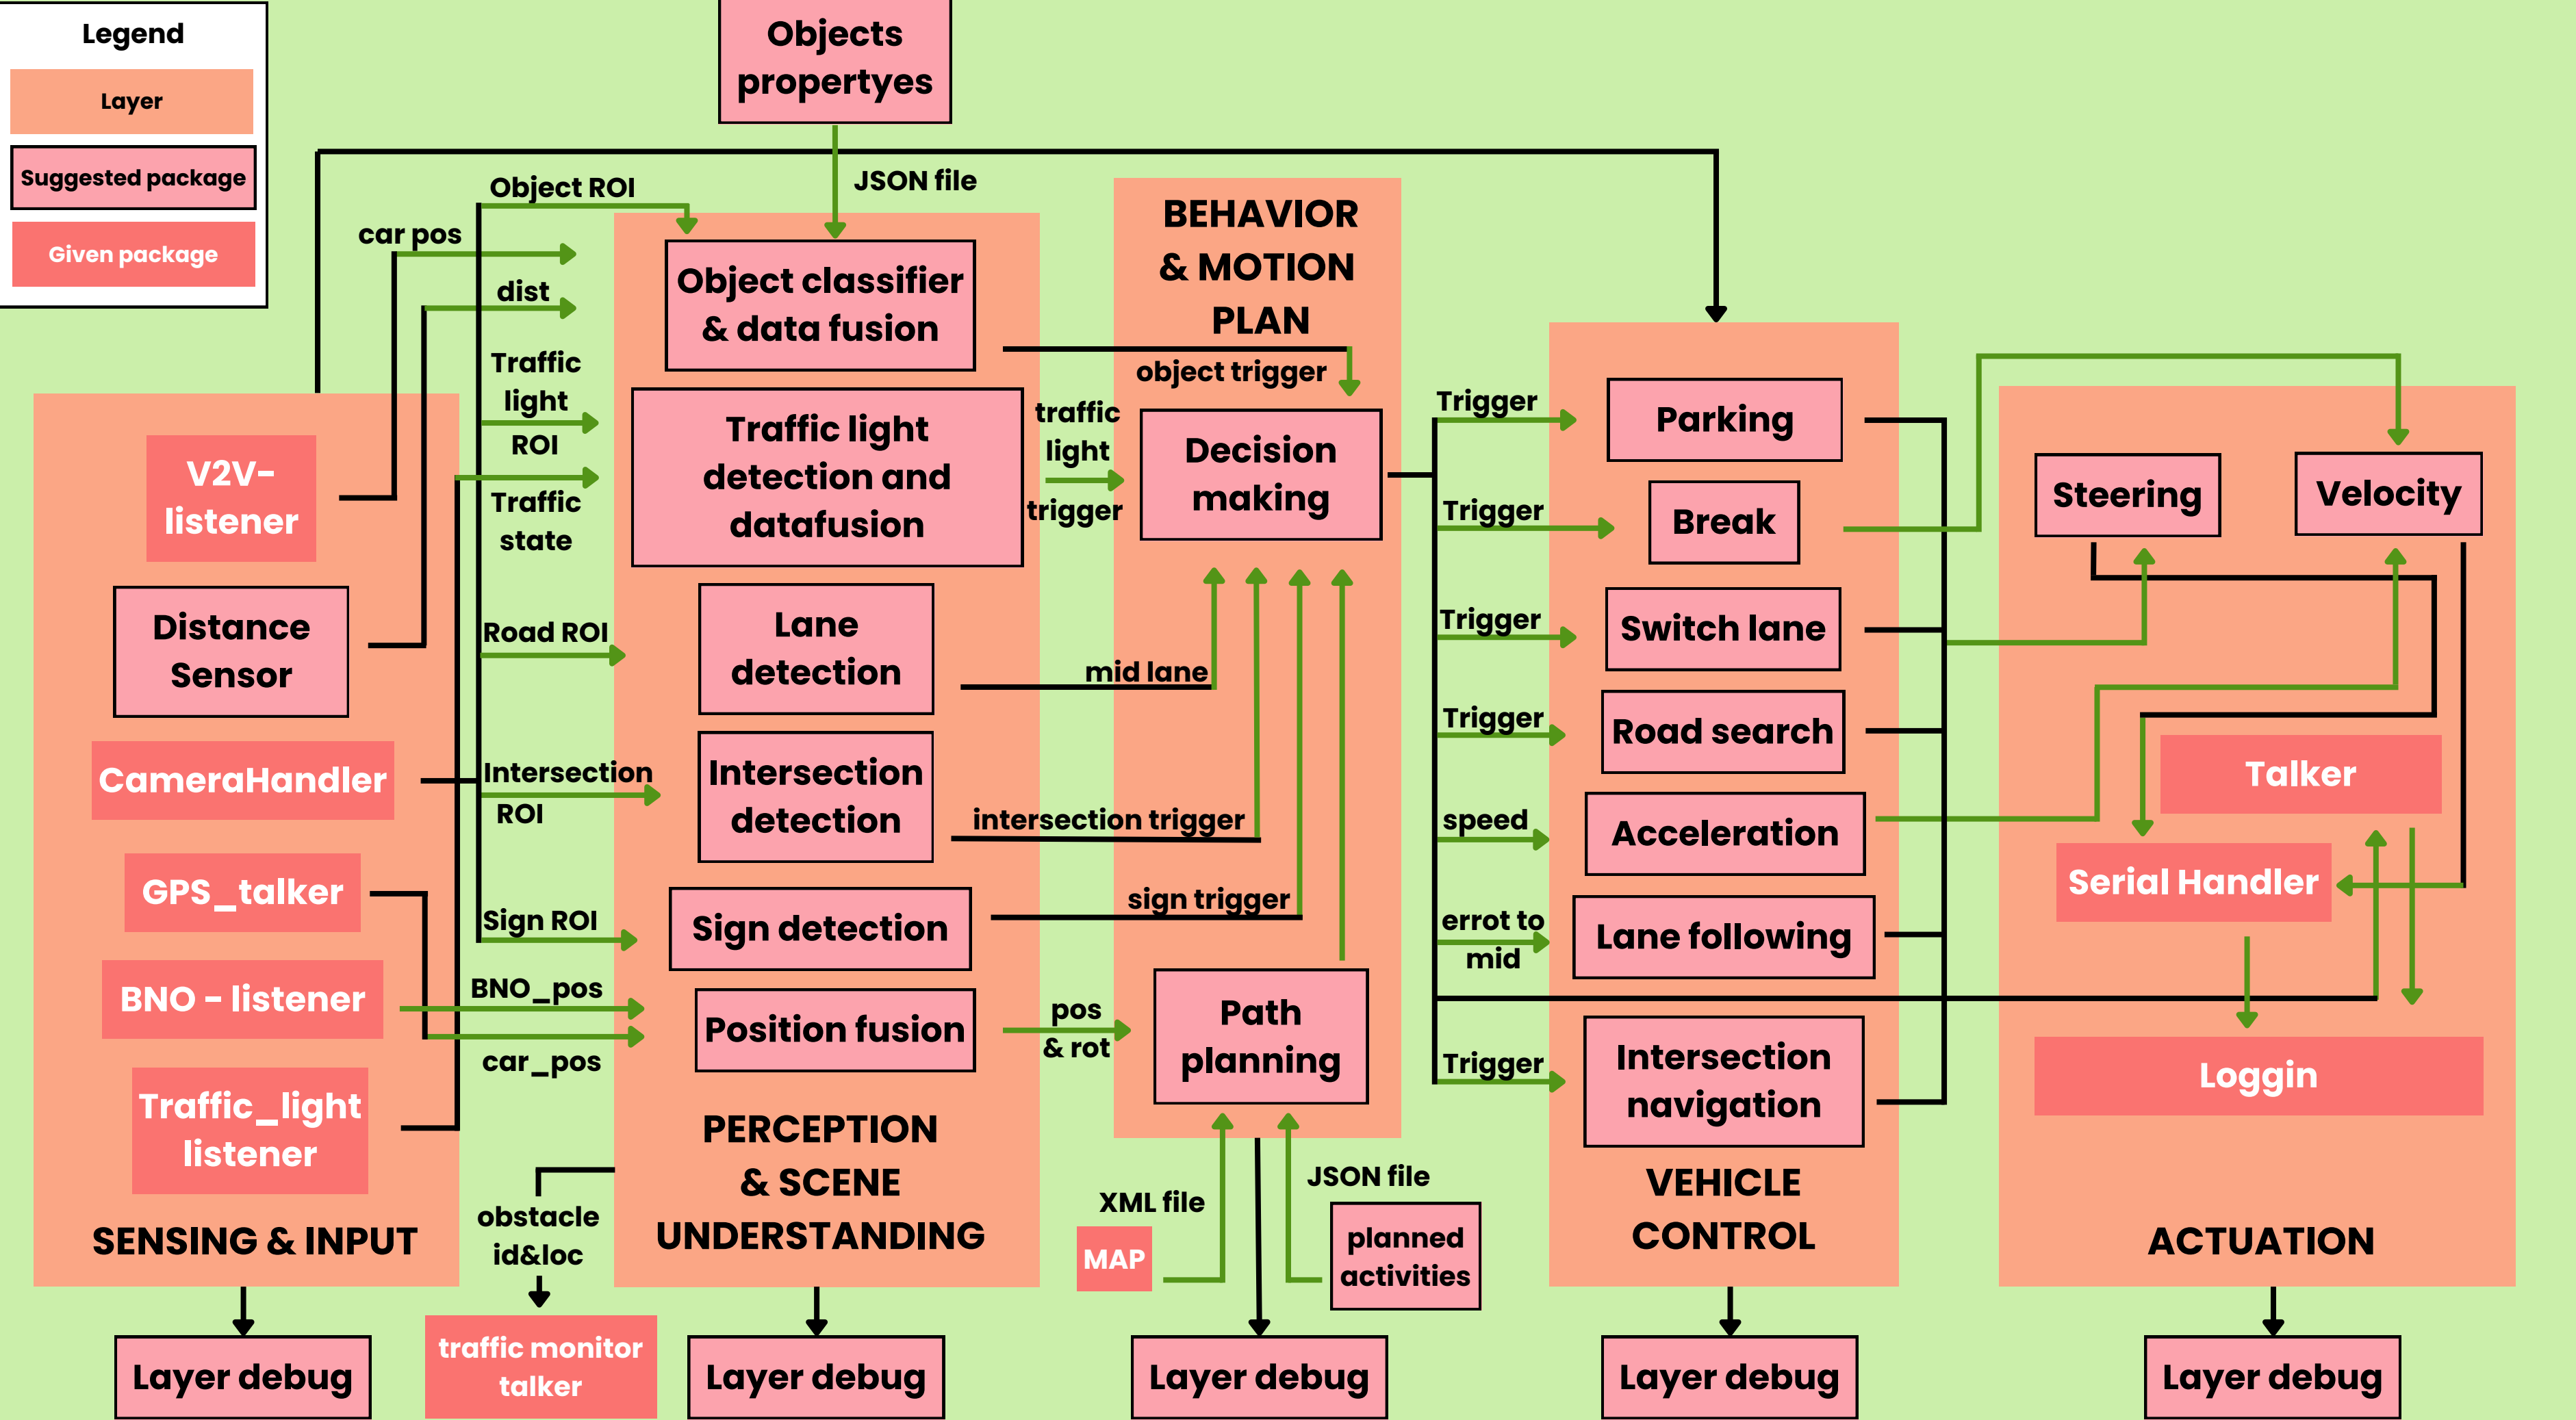 Legend
Layer
Suggested package
Given package
Objects
propertyes
JSON file
V2V-
listener
Distance
Sensor
CameraHandler
GPS_talker
BNO - listener
Traffic_light
listener
SENSING & INPUT
Layer debug
Object ROI
car pos
dist
Traffic
light
ROI
Traffic
state
Road ROI
Intersection
ROI
Sign ROI
BNO_pos
car_pos
obstacle
id&loc
traffic monitor
talker
Object classifier
& data fusion
Traffic light
detection and
datafusion
Lane
detection
Intersection
detection
Sign detection
Position fusion
PERCEPTION
& SCENE
UNDERSTANDING
Layer debug
object trigger
traffic
light
trigger
mid lane
intersection trigger
sign trigger
pos
& rot
BEHAVIOR
& MOTION
PLAN
Decision
making
Path
planning
XML file
MAP
JSON file
planned
activities
Layer debug
Trigger
Trigger
Trigger
Trigger
speed
errot to
mid
Trigger
Parking
Break
Switch lane
Road search
Acceleration
Lane following
Intersection
navigation
VEHICLE
CONTROL
Layer debug
Steering
Velocity
Talker
Serial Handler
Loggin
ACTUATION
Layer debug